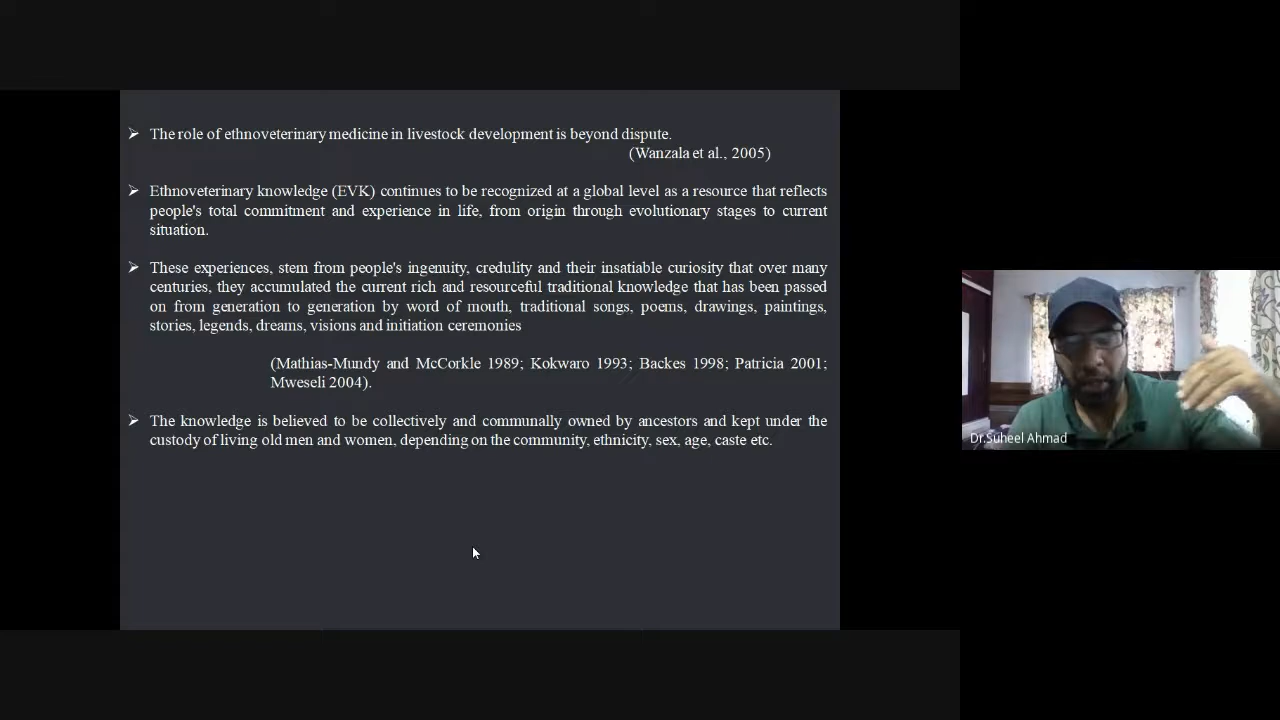 The role of ethnoveterinary medicine in livestock development is beyond dispute.
(Wanzala et al., 2005)
Ethnoveterinary knowledge (EVK) continues to be recognized at a global level as a resource that reflects
people's total commitment and experience in life, from origin through evolutionary stages to current
situation.
These experiences, stem from people's ingenuity, credulity and their insatiable curiosity that over many
centuries, they accumulated the current rich and resourceful traditional knowledge that has been passed
on from generation to generation by word of mouth, traditional songs, poems, drawings, paintings,
stories, legends, dreams, visions and initiation ceremonies
(Mathias-Mundy and McCorkle 1989; Kokwaro 1993; Backes 1998; Patricia 2001;
Mweseli 2004).
The knowledge is believed to be collectively and communally owned by ancestors and kept under the
custody of living old men and women, depending on the community, ethnicity, sex, age, caste etc.
Dr.Suheel Ahmad